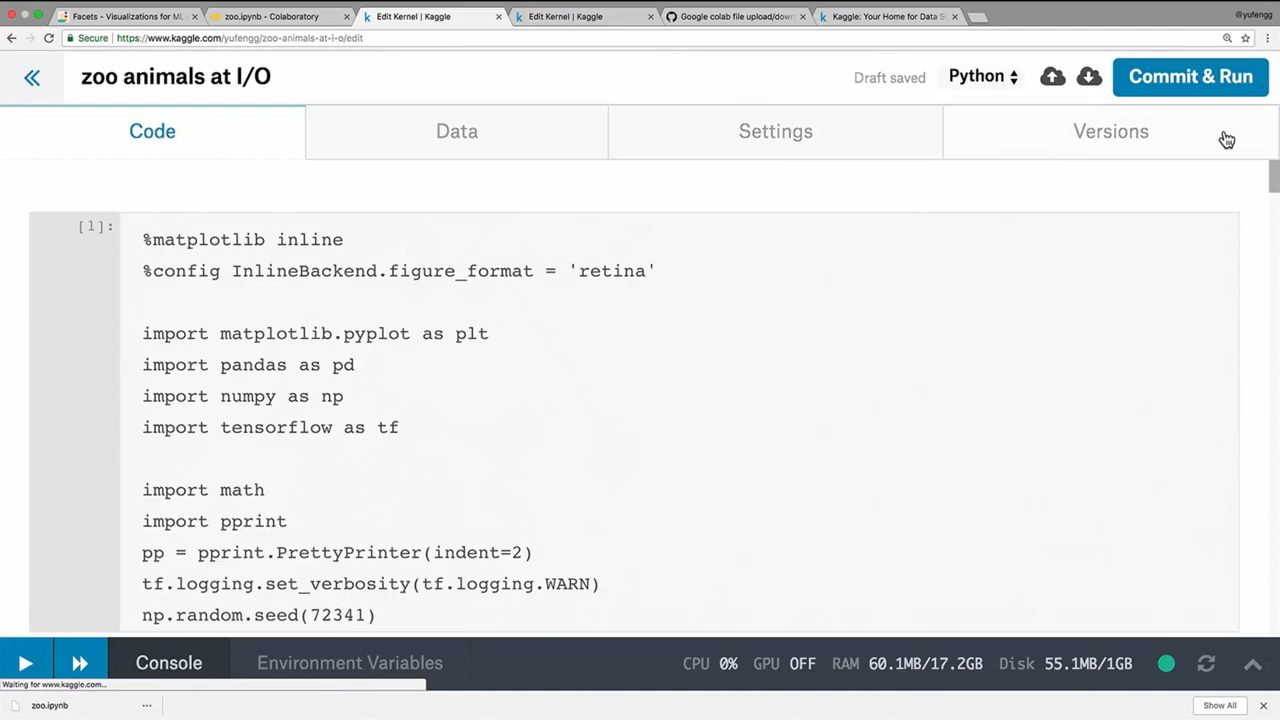 Facets - Visualizations for ML
zoo.ipynb - Colaboratory
Edit Kernel | Kaggle
Edit Kernel | Kaggle
Google colab file upload/down
Kaggle: Your Home for Data S
@yufengg
Secure
https://www.kaggle.com/yufengg/zoo-animals-at-i-o/edit
zoo animals at I/O
Draft saved
Python
Commit & Run
Code
Data
Settings
Versions
[1]:
%matplotlib inline
%config InlineBackend.figure_format = 'retina'
import matplotlib.pyplot as plt
import pandas as pd
import numpy as np
import tensorflow as tf
import math
import pprint
pp = pprint.PrettyPrinter(indent=2)
tf.logging.set_verbosity(tf.logging.WARN)
np.random.seed(72341)
Console
Environment Variables
CPU 0% GPU OFF RAM 60.1MB/17.2GB Disk 55.1MB/1GB
Waiting for www.kaggle.com...
zoo.ipynb
Show All